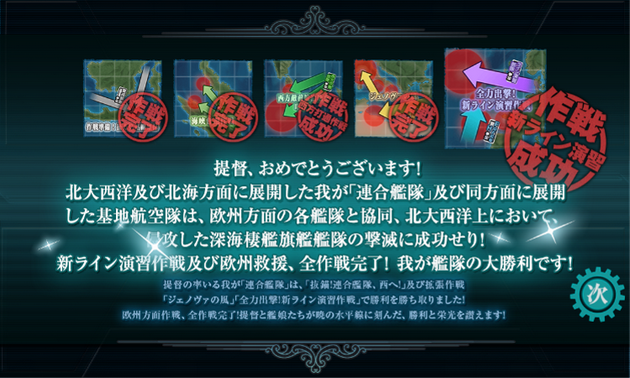 作戦
完了
作戦
完了
作戦
成功
作戦
完了
全力出撃!
新ライン演習作戦
作戦
新ライン演習
成功
提督、おめでとうございます!
北大西洋及び北海方面に展開した我が「連合艦隊」及び同方面に展開
した基地航空隊は、欧州方面の各艦隊と協同、北大西洋上において、
攻した深海棲艦旗艦艦隊の撃滅に成功せり!
新ライン演習作戦及び欧州救援、全作戦完了! 我が艦隊の大勝利です!
提督の率いる我が「連合艦隊」は、「抜錨!連合艦隊、西へ!」及び拡張作戦
「ジェノヴァの風」「全力出撃!新ライン演習作戦」で勝利を勝ち取りました!
欧州方面作戦、全作戦完了!提督と艦娘たちが暁の水平線に刻んだ、勝利と栄光を讃えます!
次